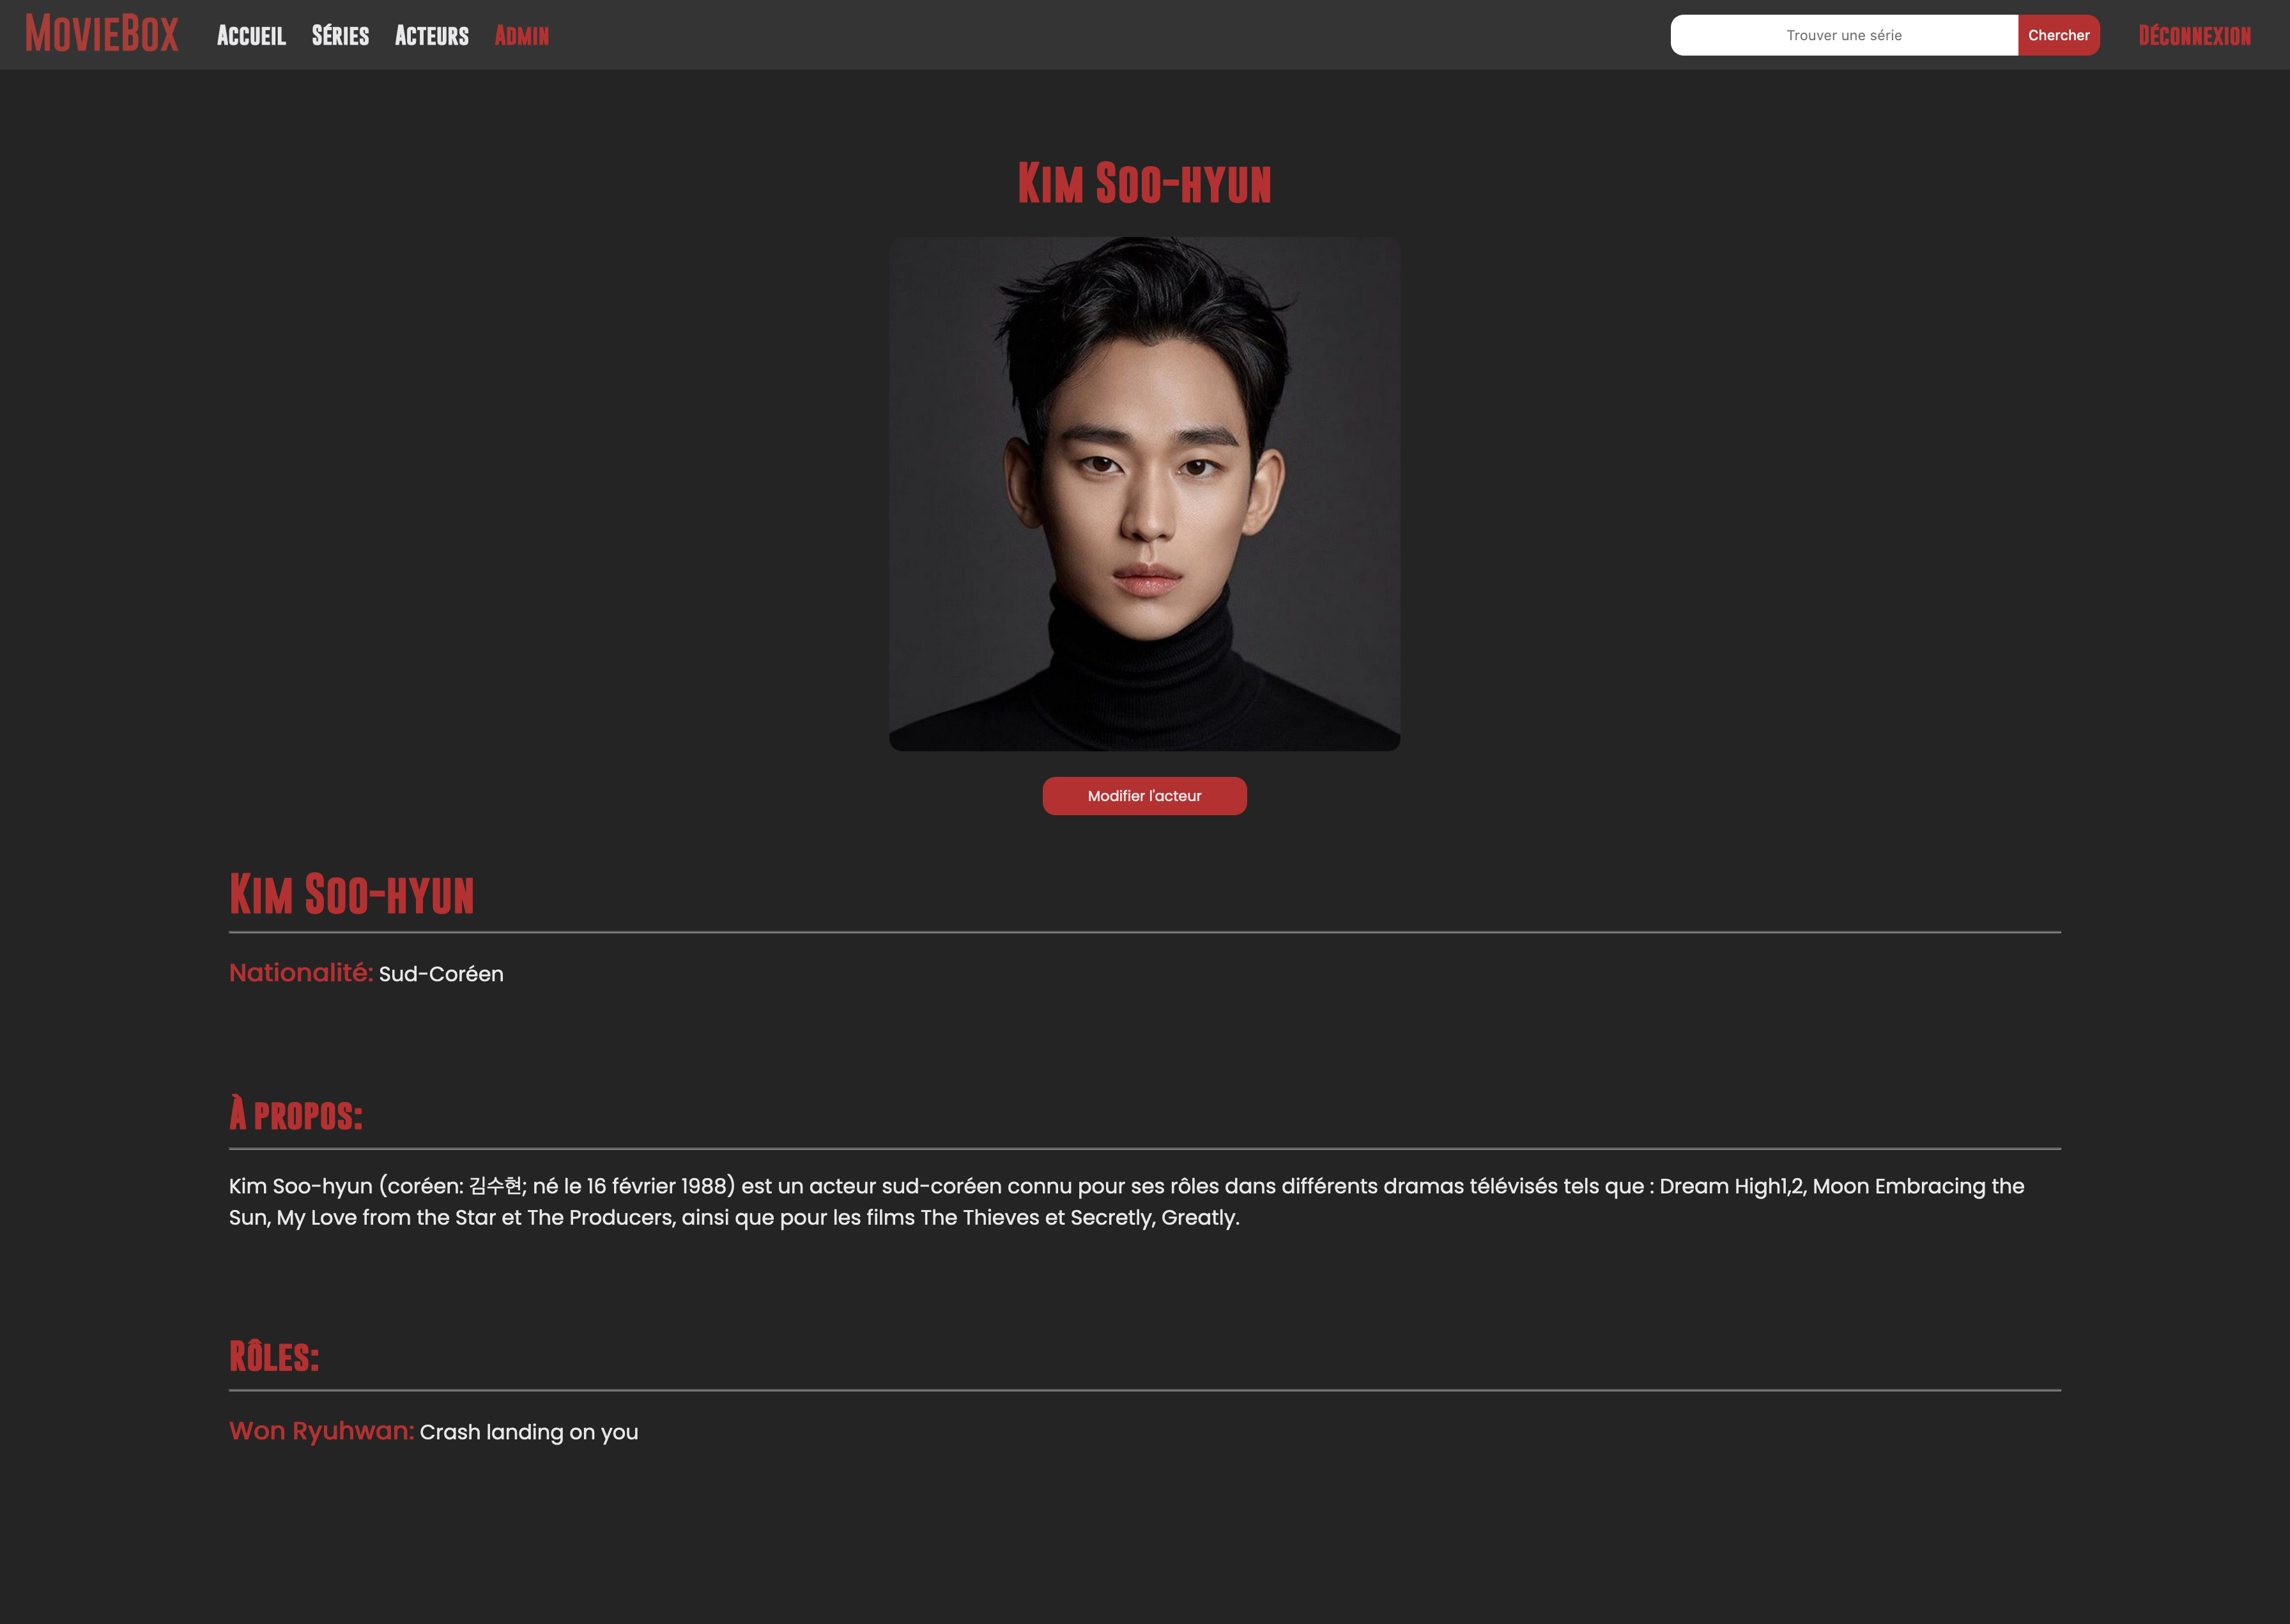 MovieBox Accueil Séries Acteurs Admin Trouver une série Chercher Déconnexion
Kim Soo-hyun
Modifier l'acteur
Kim Soo-hyun
Nationalité: Sud-Coréen
À propos:
Kim Soo-hyun (coréen: 김수현; né le 16 février 1988) est un acteur sud-coréen connu pour ses rôles dans différents dramas télévisés tels que : Dream High1,2, Moon Embracing the
Sun, My Love from the Star et The Producers, ainsi que pour les films The Thieves et Secretly, Greatly.
Rôles:
Won Ryuhwan: Crash landing on you